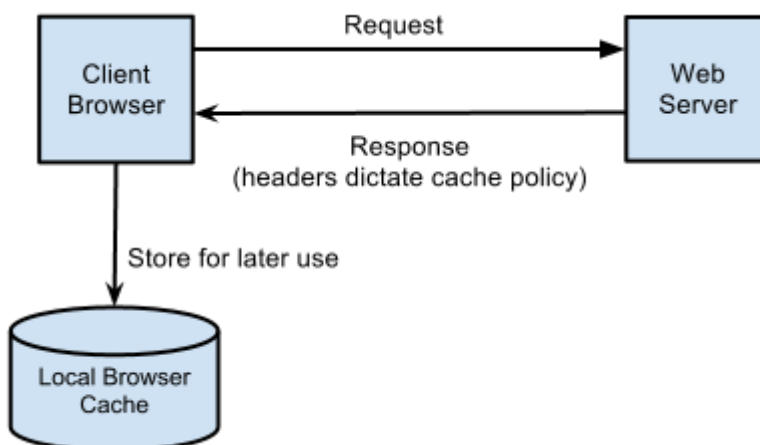 Request
Client
Browser
Web
Server
Response
(headers dictate cache policy)
Store for later use
Local Browser
Cache